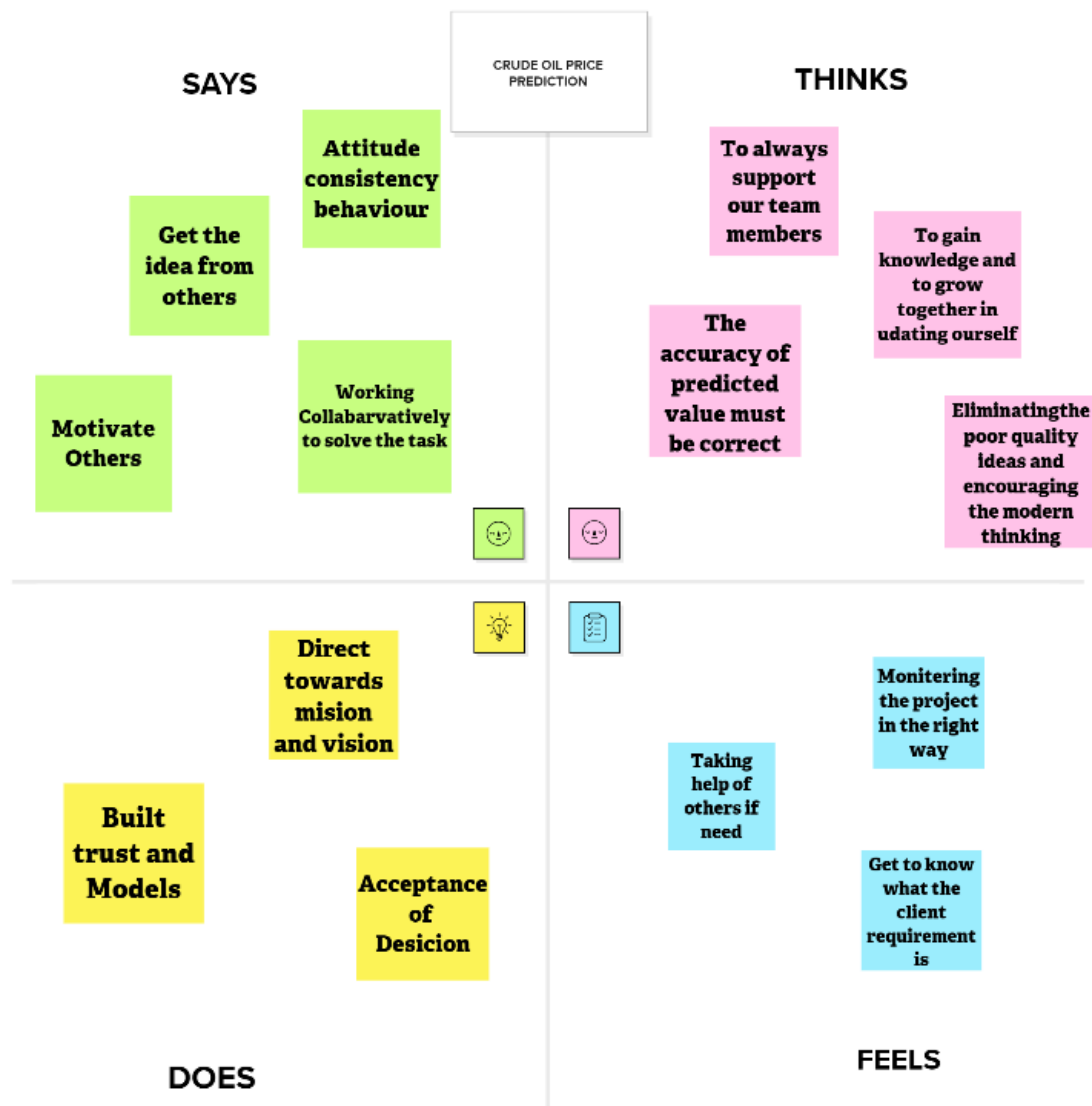 CRUDE OIL PRICE
PREDICTION
SAYS
Attitude
consistency
behaviour
Get the
idea from
others
Motivate
Others
Working
Collabarvatively
to solve the task
THINKS
To always
support
our team
members
To gain
knowledge and
to grow
together in
udating ourself
The
accuracy of
predicted
value must
be correct
Eliminatingthe
poor quality
ideas and
encouraging
the modern
thinking
Direct
towards
mision
and vision
Built
trust and
Models
Acceptance
of
Desicion
DOES
Monitering
the project
in the right
way
Taking
help of
others if
need
Get to know
what the
client
requirement
is
FEELS